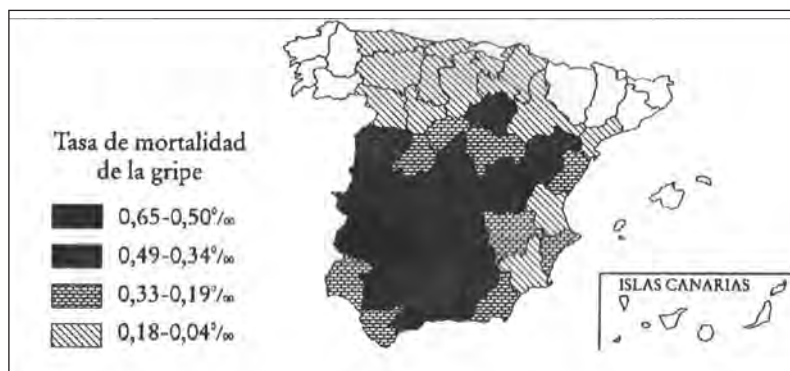 Tasa de mortalidad
de la gripe
0,65-0,50‰
0,49-0,34‰
0,33-0,19‰
0,18-0,04‰
ISLAS CANARIAS